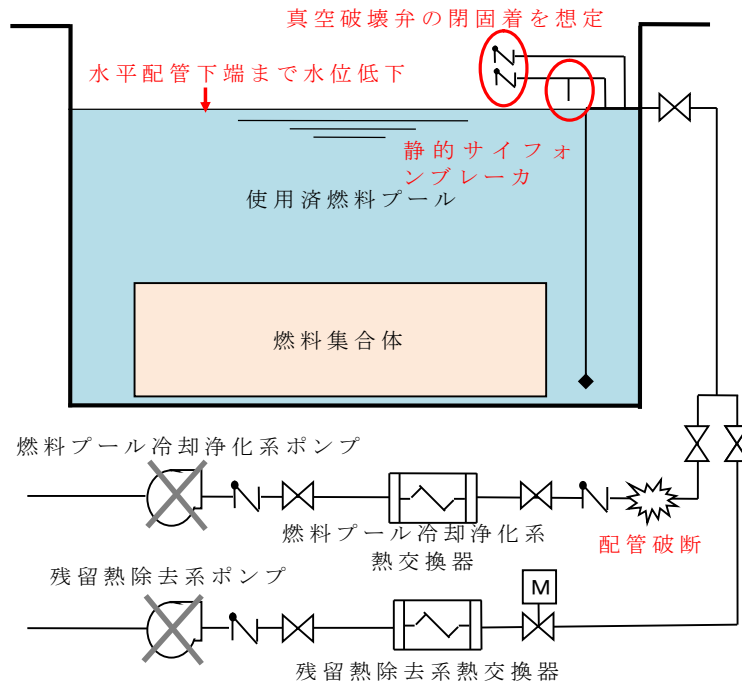 真空破壊弁の閉固着を想定
水平配管下端まで水位低下
静的サイフォ
ンブレーカ
使用済燃料プール
燃料集合体
燃料プール冷却浄化系ポンプ
燃料プール冷却浄化系
熱交換器
配管破断
残留熱除去系ポンプ
M
残留熱除去系熱交換器